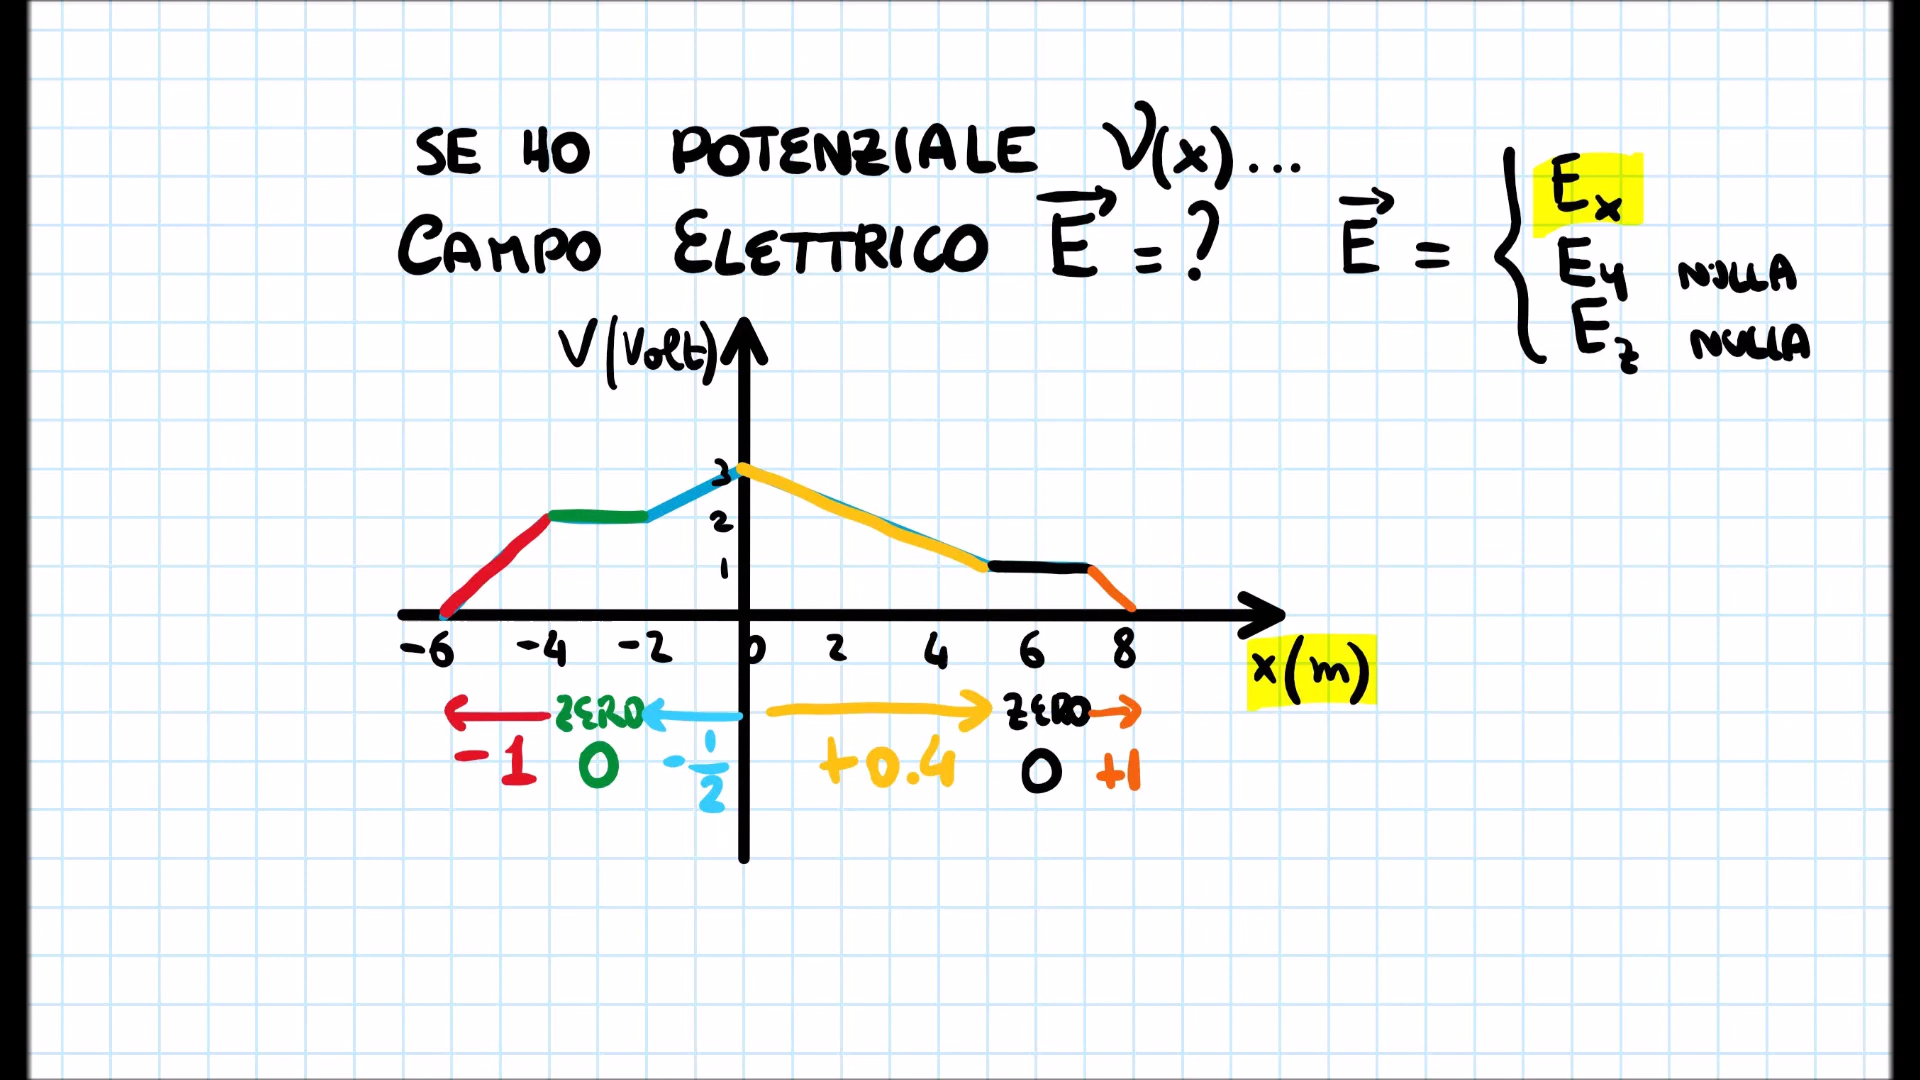 SE HO POTENZIALE V(x)...
CAMPO ELETTRICO E = ?
E = { Ex
Ey NULLA
Ez NULLA
V(Volt)
3
2
1
-6 -4 -2 0 2 4 6 8 x(m)
ZERO ZERO
-1 0 -1/2 +0.4 0 +1